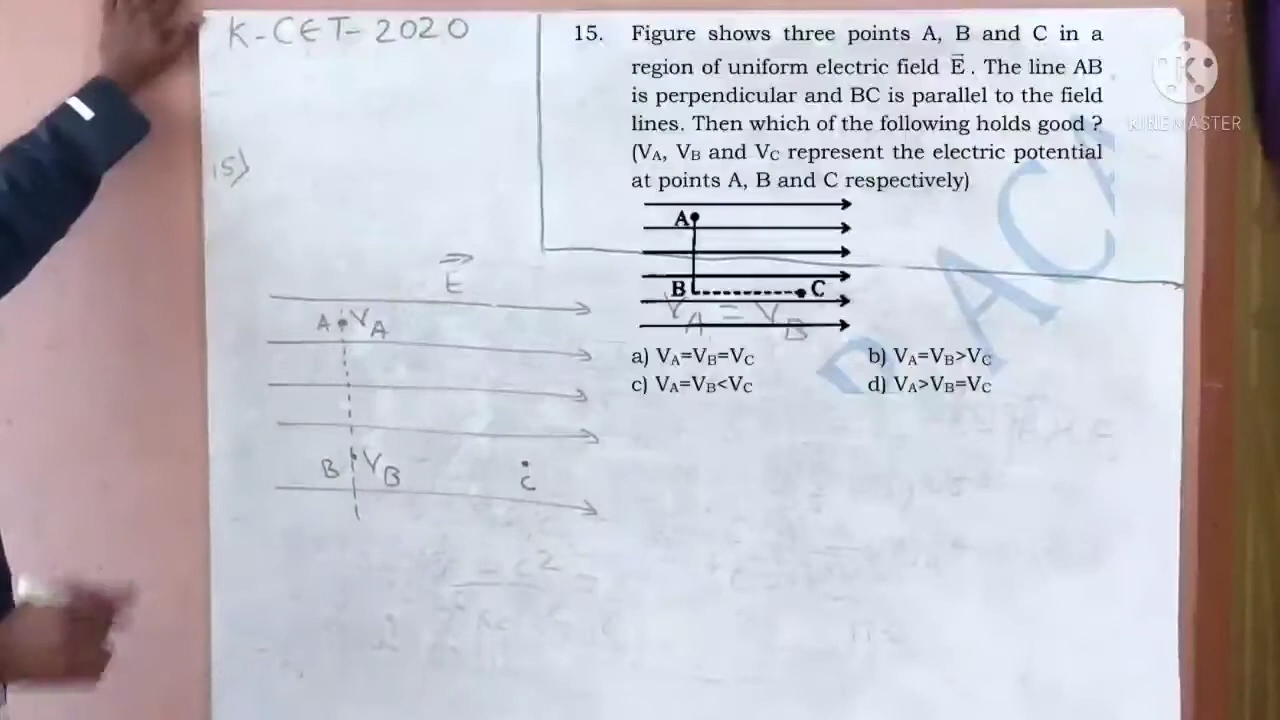 K-CET-2020
15. Figure shows three points A, B and C in a
region of uniform electric field E⃗. The line AB
is perpendicular and BC is parallel to the field
lines. Then which of the following holds good ?
(VA, VB and VC represent the electric potential
at points A, B and C respectively)
A
B C
VA = VB
a) VA=VB=VC b) VA=VB>VC
c) VA=VB<VC d) VA>VB=VC
15)
E⃗
A VA
B VB C
K
KINEMASTER